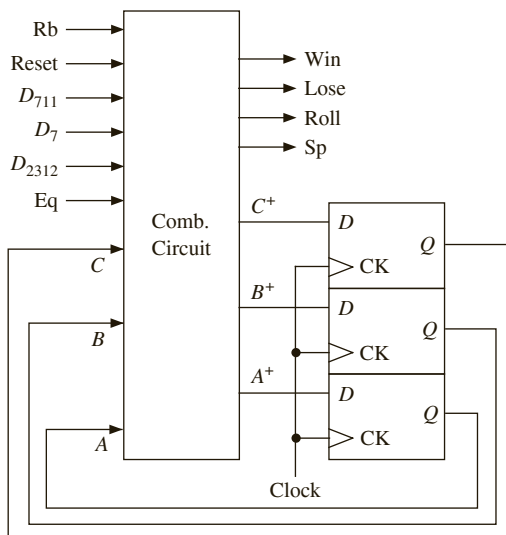 Rb
Reset
D₇₁₁
D₇
D₂₃₁₂
Eq
C
B
A
Comb.
Circuit
Win
Lose
Roll
Sp
C⁺
B⁺
A⁺
D
Q
CK
D
Q
CK
D
Q
CK
Clock